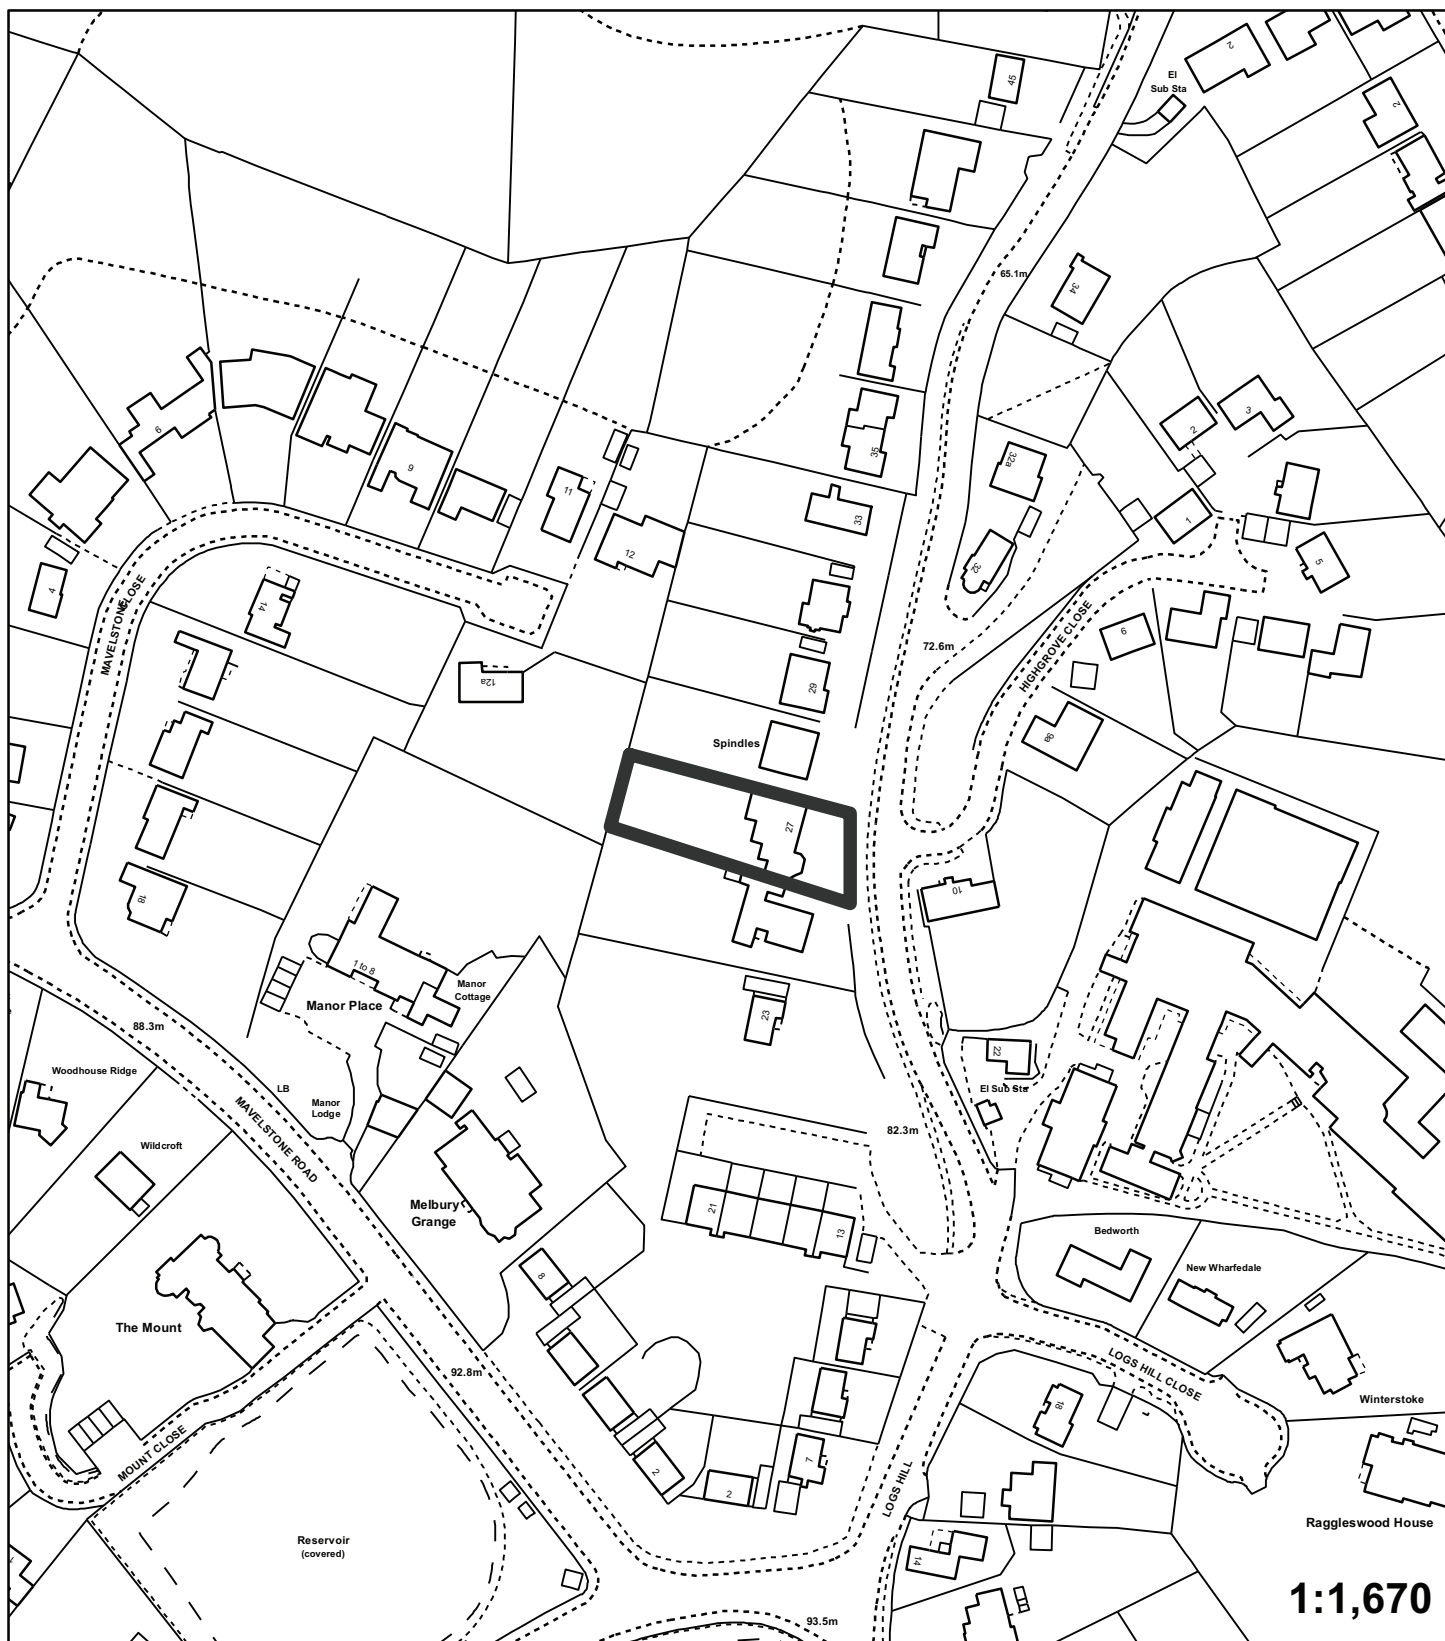 45
2
El
Sub Sta
2
65.1m
34
2
3
6
9
11
35
32a
33
12
1
32
5
4
MAVELSTONE CLOSE
14
HIGHGROVE CLOSE
9
72.6m
12a
29
9a
Spindles
27
10
18
1 to 8
Manor
Cottage
Manor Place
23
88.3m
22
Woodhouse Ridge
LB
El Sub Sta
Manor
Lodge
MAVELSTONE ROAD
82.3m
Wildcroft
Melbury
Grange
21
13
Bedworth
New Wharfedale
8
The Mount
92.8m
LOGS HILL CLOSE
18
Winterstoke
MOUNT CLOSE
2
2
7
LOGS HILL
Raggleswood House
Reservoir
(covered)
14
1:1,670
93.5m